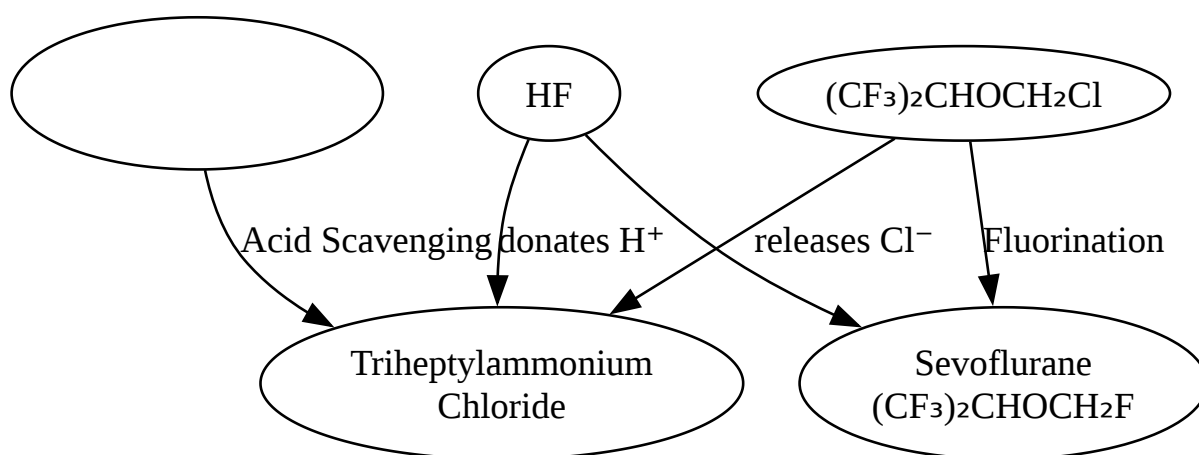 HF
(CF₃)₂CHOCH₂Cl
Acid Scavenging
donates H⁺
releases Cl⁻
Fluorination
Triheptylammonium
Chloride
Sevoflurane
(CF₃)₂CHOCH₂F